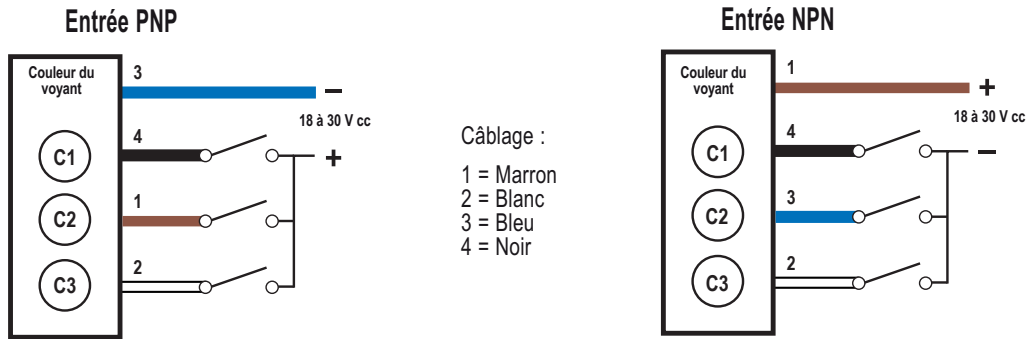 Entrée PNP
Couleur du
voyant
3
–
18 à 30 V cc
4
C1
+
1
C2
2
C3
Câblage :
1 = Marron
2 = Blanc
3 = Bleu
4 = Noir
Entrée NPN
Couleur du
voyant
1
+
18 à 30 V cc
4
C1
–
3
C2
2
C3